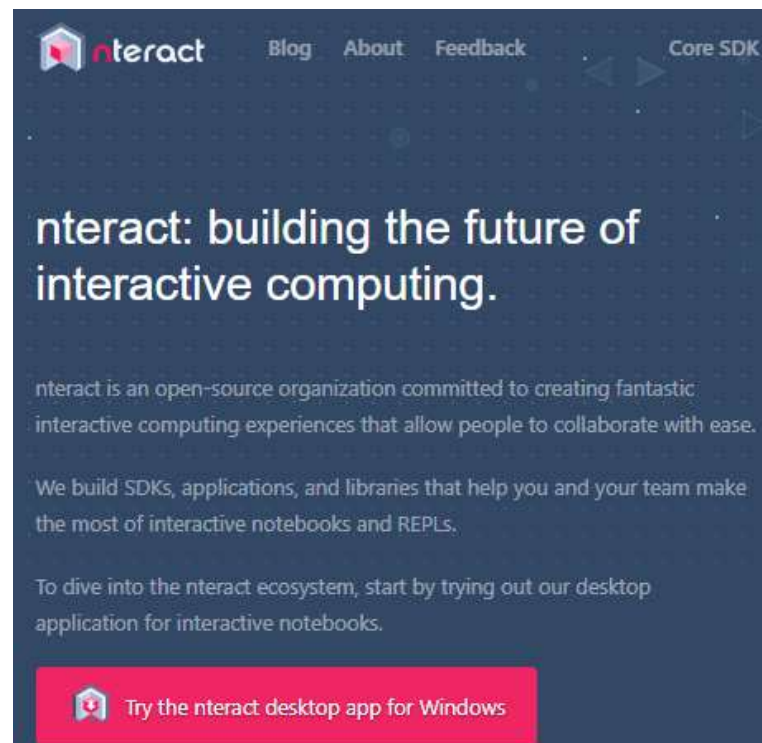 nteract Blog About Feedback Core SDK
nteract: building the future of
interactive computing.
nteract is an open-source organization committed to creating fantastic
interactive computing experiences that allow people to collaborate with ease.
We build SDKs, applications, and libraries that help you and your team make
the most of interactive notebooks and REPLs.
To dive into the nteract ecosystem, start by trying out our desktop
application for interactive notebooks.
Try the nteract desktop app for Windows